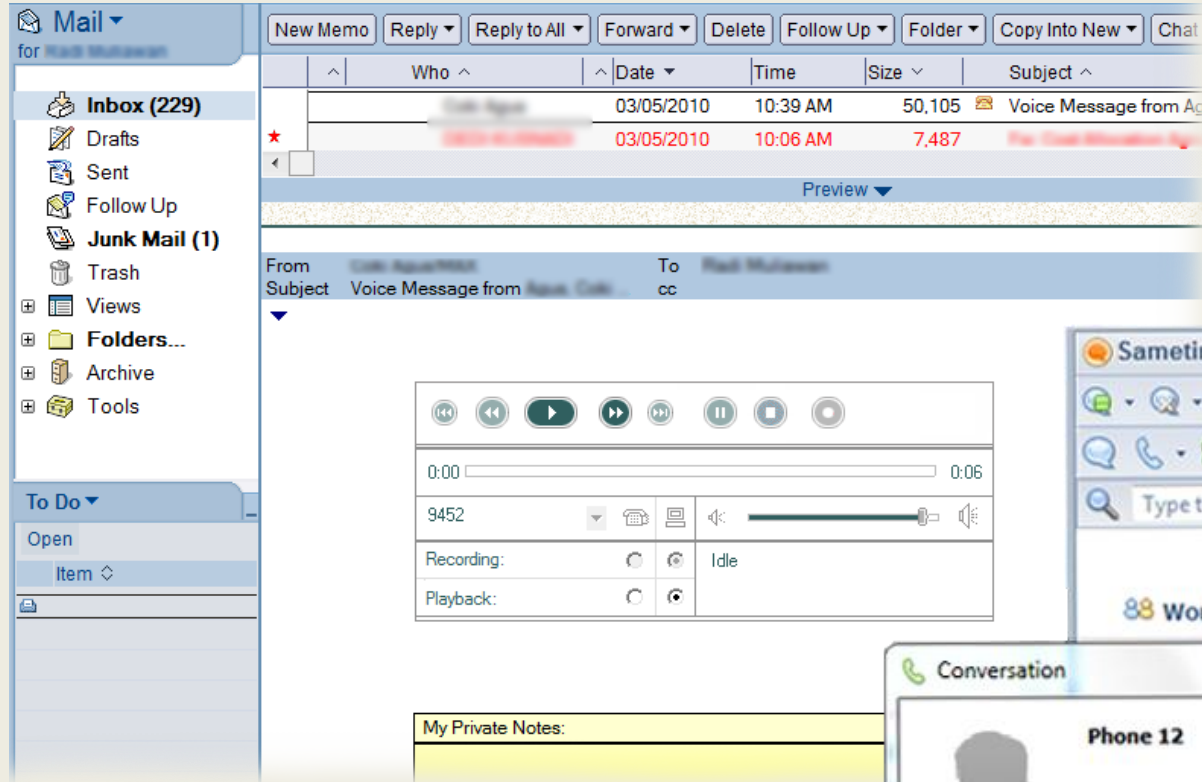 Mail
for
Inbox (229)
Drafts
Sent
Follow Up
Junk Mail (1)
Trash
Views
Folders...
Archive
Tools
To Do
Open
Item
New Memo Reply Reply to All Forward Delete Follow Up Folder Copy Into New Chat
Who Date Time Size Subject
03/05/2010 10:39 AM 50,105 Voice Message from Ag
03/05/2010 10:06 AM 7,487
Preview
From To
Subject Voice Message from cc
0:00 0:06
9452
Recording: Idle
Playback:
My Private Notes:
Sametim
Type t
Wor
Conversation
Phone 12